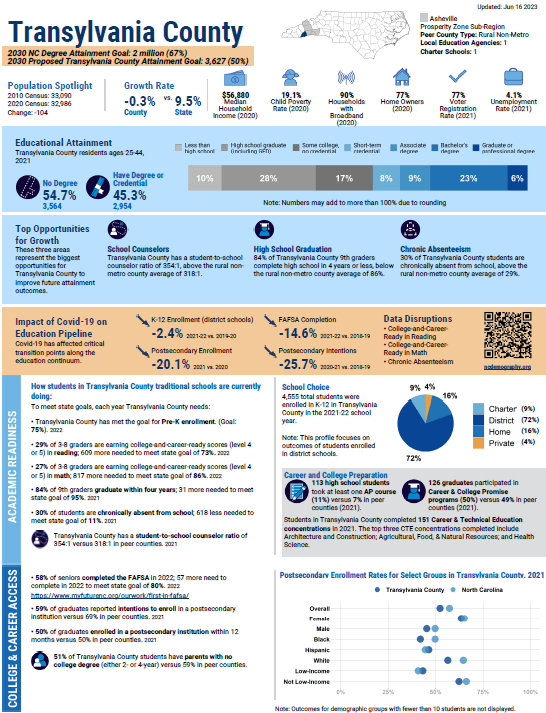 Updated: Jun 16 2023
Transylvania County
2030 NC Degree Attainment Goal: 2 million (67%)
2030 Proposed Transylvania County Attainment Goal: 3,627 (50%)
Asheville
Prosperity Zone Sub-Region
Peer County Type: Rural Non-Metro
Local Education Agencies: 1
Charter Schools: 1
Population Spotlight
2010 Census: 33,090
2020 Census: 32,986
Change: -104
Growth Rate
-0.3% vs. 9.5%
County State
$56,880
Median
Household
Income (2020)
19.1%
Child Poverty
Rate (2020)
90%
Households
with
Broadband
(2020)
77%
Home Owners
(2020)
77%
Voter
Registration
Rate (2021)
4.1%
Unemployment
Rate (2021)
Educational Attainment
Transylvania County residents ages 25-44,
2021
No Degree
54.7%
3,564
Have Degree or
Credential
45.3%
2,954
Less than
high school
High school graduate
(including GED)
Some college,
no credential
Short-term
credential
Associate
degree
Bachelor's
degree
Graduate or
professional degree
10% 28% 17% 8% 9% 23% 6%
Note: Numbers may add to more than 100% due to rounding
Top Opportunities
for Growth
These three areas
represent the biggest
opportunities for
Transylvania County to
improve future attainment
outcomes.
School Counselors
Transylvania County has a student-to-school
counselor ratio of 354:1, above the rural non-
metro county average of 318:1.
High School Graduation
84% of Transylvania County 9th graders
complete high school in 4 years or less, below
the rural non-metro county average of 86%.
Chronic Absenteeism
30% of Transylvania County students are
chronically absent from school, above the rural
non-metro county average of 29%.
Impact of Covid-19 on
Education Pipeline
Covid-19 has affected critical
transition points along the
education continuum.
K-12 Enrollment (district schools)
-2.4% 2021-22 vs. 2019-20
Postsecondary Enrollment
-20.1% 2021 vs. 2020
FAFSA Completion
-14.6% 2021-22 vs. 2018-19
Postsecondary Intentions
-25.7% 2020-21 vs. 2018-19
Data Disruptions
• College-and-Career-
Ready in Reading
• College-and-Career-
Ready in Math
• Chronic Absenteeism
ncdemography.org
ACADEMIC READINESS
How students in Transylvania County traditional schools are currently
doing:
To meet state goals, each year Transylvania County needs:
• Transylvania County has met the goal for Pre-K enrollment. (Goal:
75%). 2022
• 29% of 3-8 graders are earning college-and-career-ready scores (level 4
or 5) in reading; 609 more needed to meet state goal of 73%. 2022
• 27% of 3-8 graders are earning college-and-career-ready scores (level 4
or 5) in math; 817 more needed to meet state goal of 86%. 2022
• 84% of 9th graders graduate within four years; 31 more needed to meet
state goal of 95%. 2021
• 30% of students are chronically absent from school; 618 less needed to
meet state goal of 11%. 2021
Transylvania County has a student-to-school counselor ratio of
354:1 versus 318:1 in peer counties. 2021
School Choice
4,555 total students were
enrolled in K-12 in Transylvania
County in the 2021-22 school
year.
Note: This profile focuses on
outcomes of students enrolled
in district schools.
9% 4%
16%
72%
Charter (9%)
District (72%)
Home (16%)
Private (4%)
Career and College Preparation
113 high school students
took at least one AP course
(11%) versus 7% in peer
counties (2021).
126 graduates participated in
Career & College Promise
programs (50%) versus 49% in
peer counties (2021).
Students in Transylvania County completed 151 Career & Technical Education
concentrations in 2021. The top three CTE concentrations completed include
Architecture and Construction; Agricultural, Food, & Natural Resources; and Health
Science.
COLLEGE & CAREER ACCESS
• 58% of seniors completed the FAFSA in 2022; 57 more need to
complete in 2022 to meet state goal of 80%. 2022
https://www.myfuturenc.org/ourwork/first-in-fafsa/
• 59% of graduates reported intentions to enroll in a postsecondary
institution versus 69% in peer counties. 2021
• 50% of graduates enrolled in a postsecondary institution within 12
months versus 50% in peer counties. 2021
51% of Transylvania County students have parents with no
college degree (either 2- or 4-year) versus 59% in peer counties.
Postsecondary Enrollment Rates for Select Groups in Transylvania County, 2021
Transylvania County North Carolina
Overall
Female
Male
Black
Hispanic
White
Low-Income
Not Low-Income
0% 25% 50% 75% 100%
Note: Outcomes for demographic groups with fewer than 10 students are not displayed.